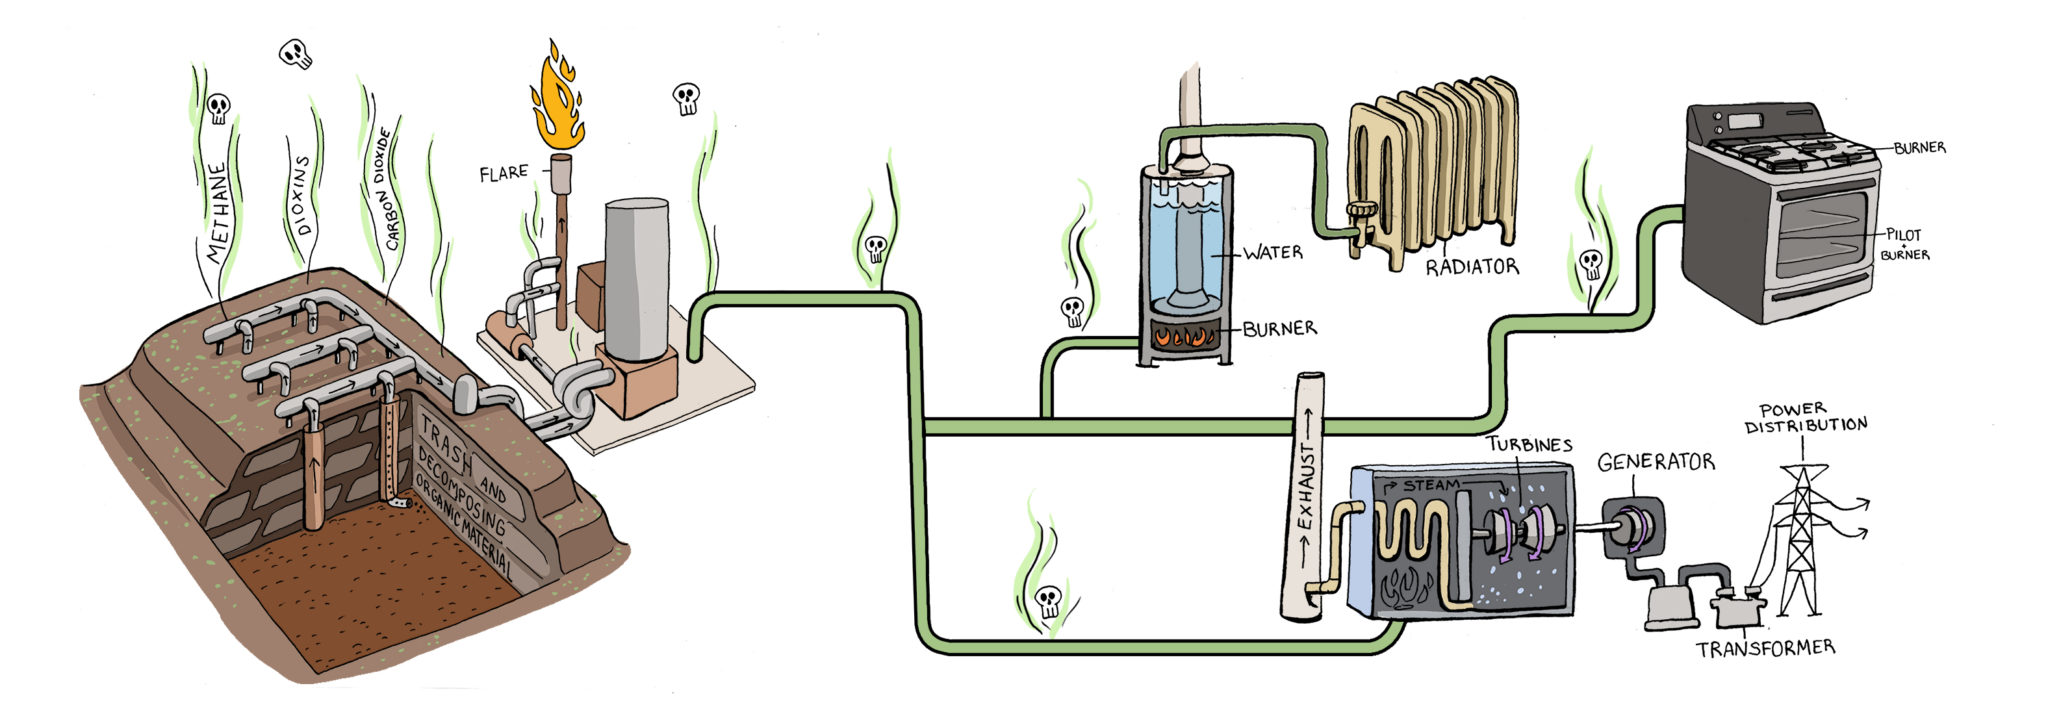 METHANE
DIOXINS
CARBON DIOXIDE
FLARE
TRASH AND
DECOMPOSING
ORGANIC MATERIAL
WATER
BURNER
RADIATOR
BURNER
PILOT
+
BURNER
EXHAUST
STEAM
TURBINES
GENERATOR
POWER
DISTRIBUTION
TRANSFORMER